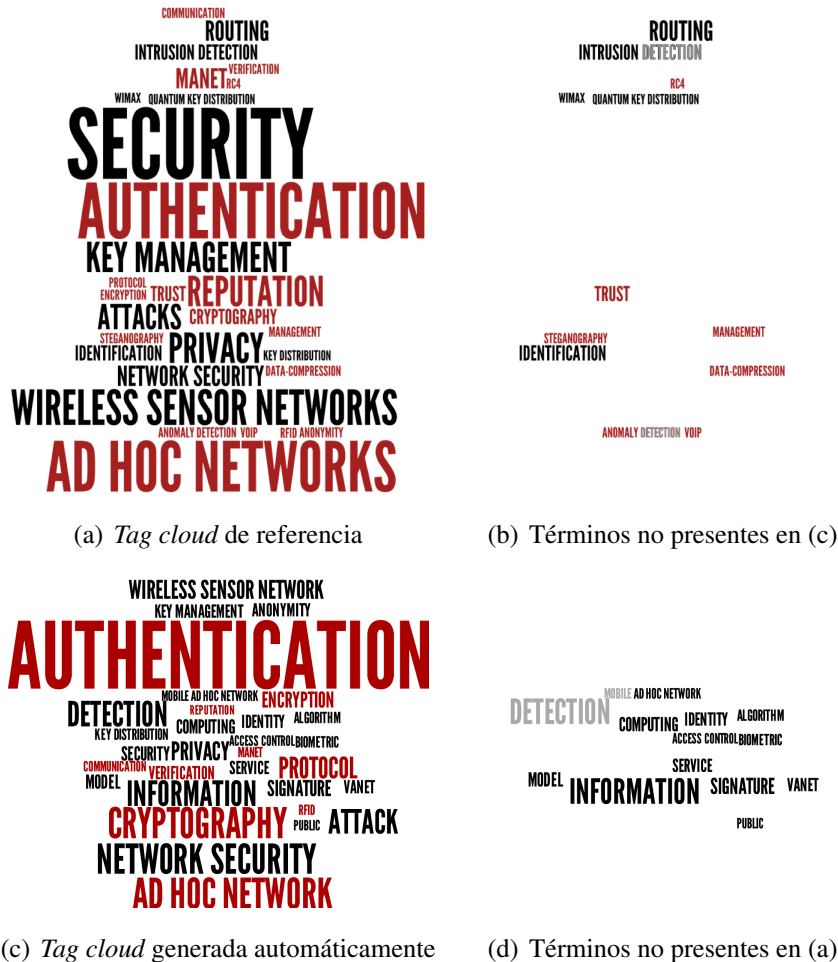 COMMUNICATION
ROUTING
INTRUSION DETECTION
MANET VERIFICATION
RC4
WIMAX QUANTUM KEY DISTRIBUTION
SECURITY
AUTHENTICATION
KEY MANAGEMENT
PROTOCOL
ENCRYPTION TRUST REPUTATION
ATTACKS CRYPTOGRAPHY
STEGANOGRAPHY MANAGEMENT
IDENTIFICATION PRIVACY KEY DISTRIBUTION
NETWORK SECURITY DATA-COMPRESSION
WIRELESS SENSOR NETWORKS
ANOMALY DETECTION VOIP RFID ANONYMITY
AD HOC NETWORKS
(a) Tag cloud de referencia
ROUTING
INTRUSION DETECTION
RC4
WIMAX QUANTUM KEY DISTRIBUTION
TRUST
STEGANOGRAPHY MANAGEMENT
IDENTIFICATION
DATA-COMPRESSION
ANOMALY DETECTION VOIP
(b) Términos no presentes en (c)
WIRELESS SENSOR NETWORK
KEY MANAGEMENT ANONYMITY
AUTHENTICATION
MOBILE AD HOC NETWORK ENCRYPTION
DETECTION REPUTATION
COMPUTING IDENTITY ALGORITHM
KEY DISTRIBUTION
ACCESS CONTROL BIOMETRIC
SECURITY PRIVACY MANET
COMMUNICATION VERIFICATION SERVICE PROTOCOL
MODEL INFORMATION SIGNATURE VANET
CRYPTOGRAPHY RFID
PUBLIC ATTACK
NETWORK SECURITY
AD HOC NETWORK
(c) Tag cloud generada automáticamente
MOBILE AD HOC NETWORK
DETECTION
COMPUTING IDENTITY ALGORITHM
ACCESS CONTROL BIOMETRIC
SERVICE
MODEL INFORMATION SIGNATURE VANET
PUBLIC
(d) Términos no presentes en (a)